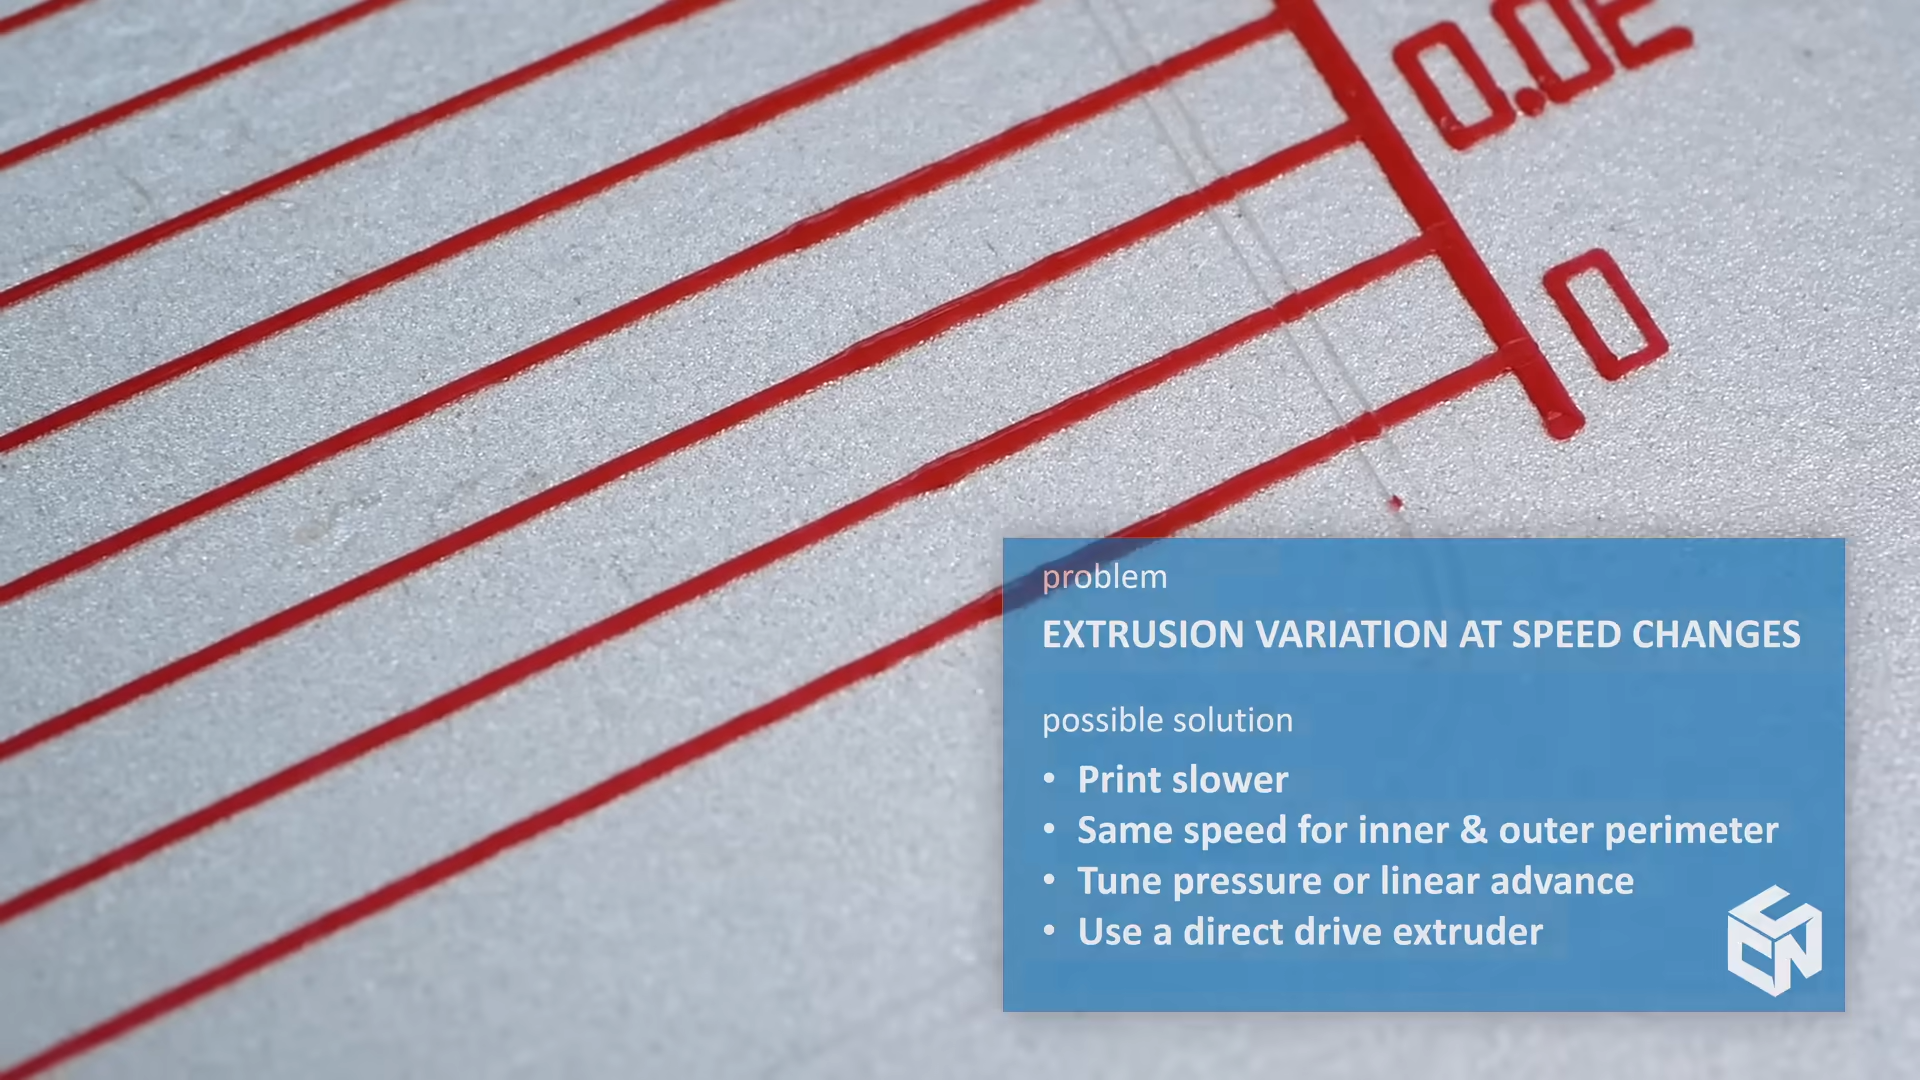 0.02
0
problem
EXTRUSION VARIATION AT SPEED CHANGES
possible solution
• Print slower
• Same speed for inner & outer perimeter
• Tune pressure or linear advance
• Use a direct drive extruder
CNC